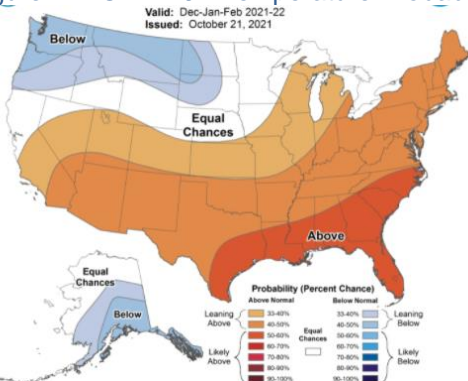 Valid: Dec-Jan-Feb 2021-22
Issued: October 21, 2021
Below
Equal
Chances
Above
Equal
Chances
Below
Probability (Percent Chance)
Above Normal
Below Normal
Leaning
Above
Likely
Above
33-40%
40-50%
50-60%
60-70%
70-80%
80-90%
90-100%
Equal
Chances
33-40%
40-50%
50-60%
60-70%
70-80%
80-90%
90-100%
Leaning
Below
Likely
Below